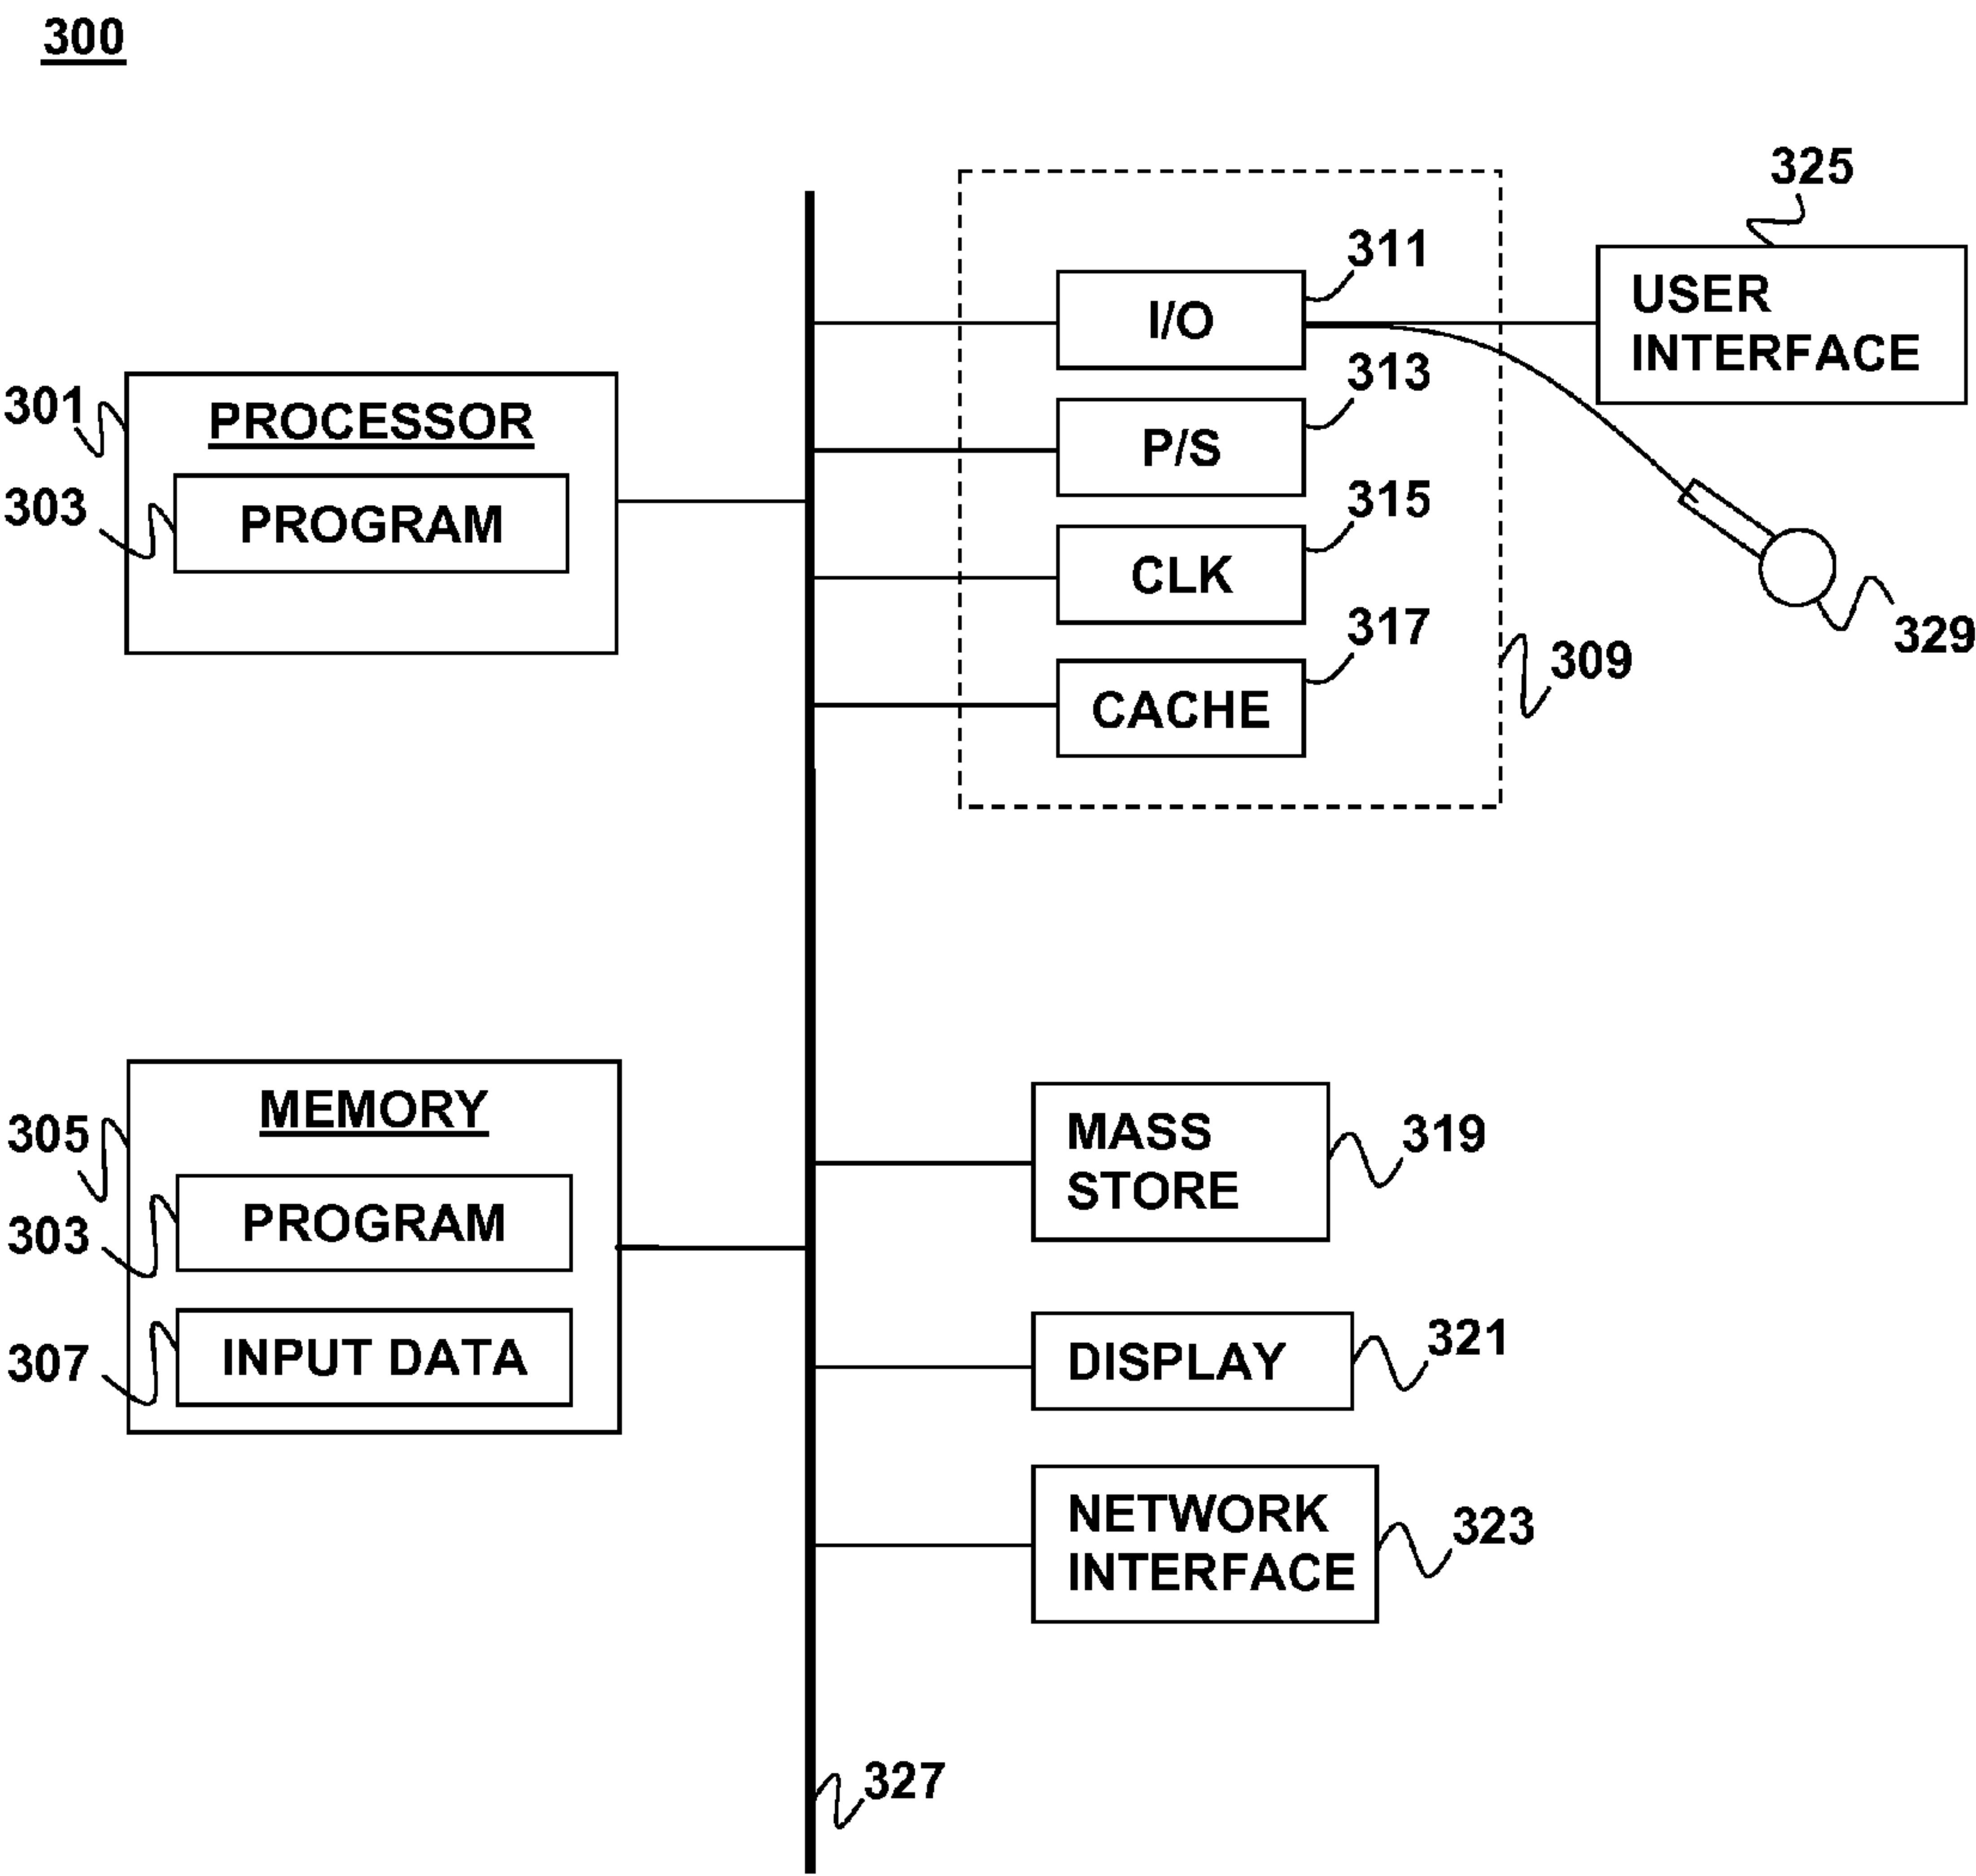 300
325
311
I/O
USER
INTERFACE
313
301
PROCESSOR
P/S
303
PROGRAM
315
CLK
317
329
309
CACHE
305
MEMORY
MASS
STORE
319
303
PROGRAM
307
INPUT DATA
DISPLAY
321
NETWORK
INTERFACE
323
327